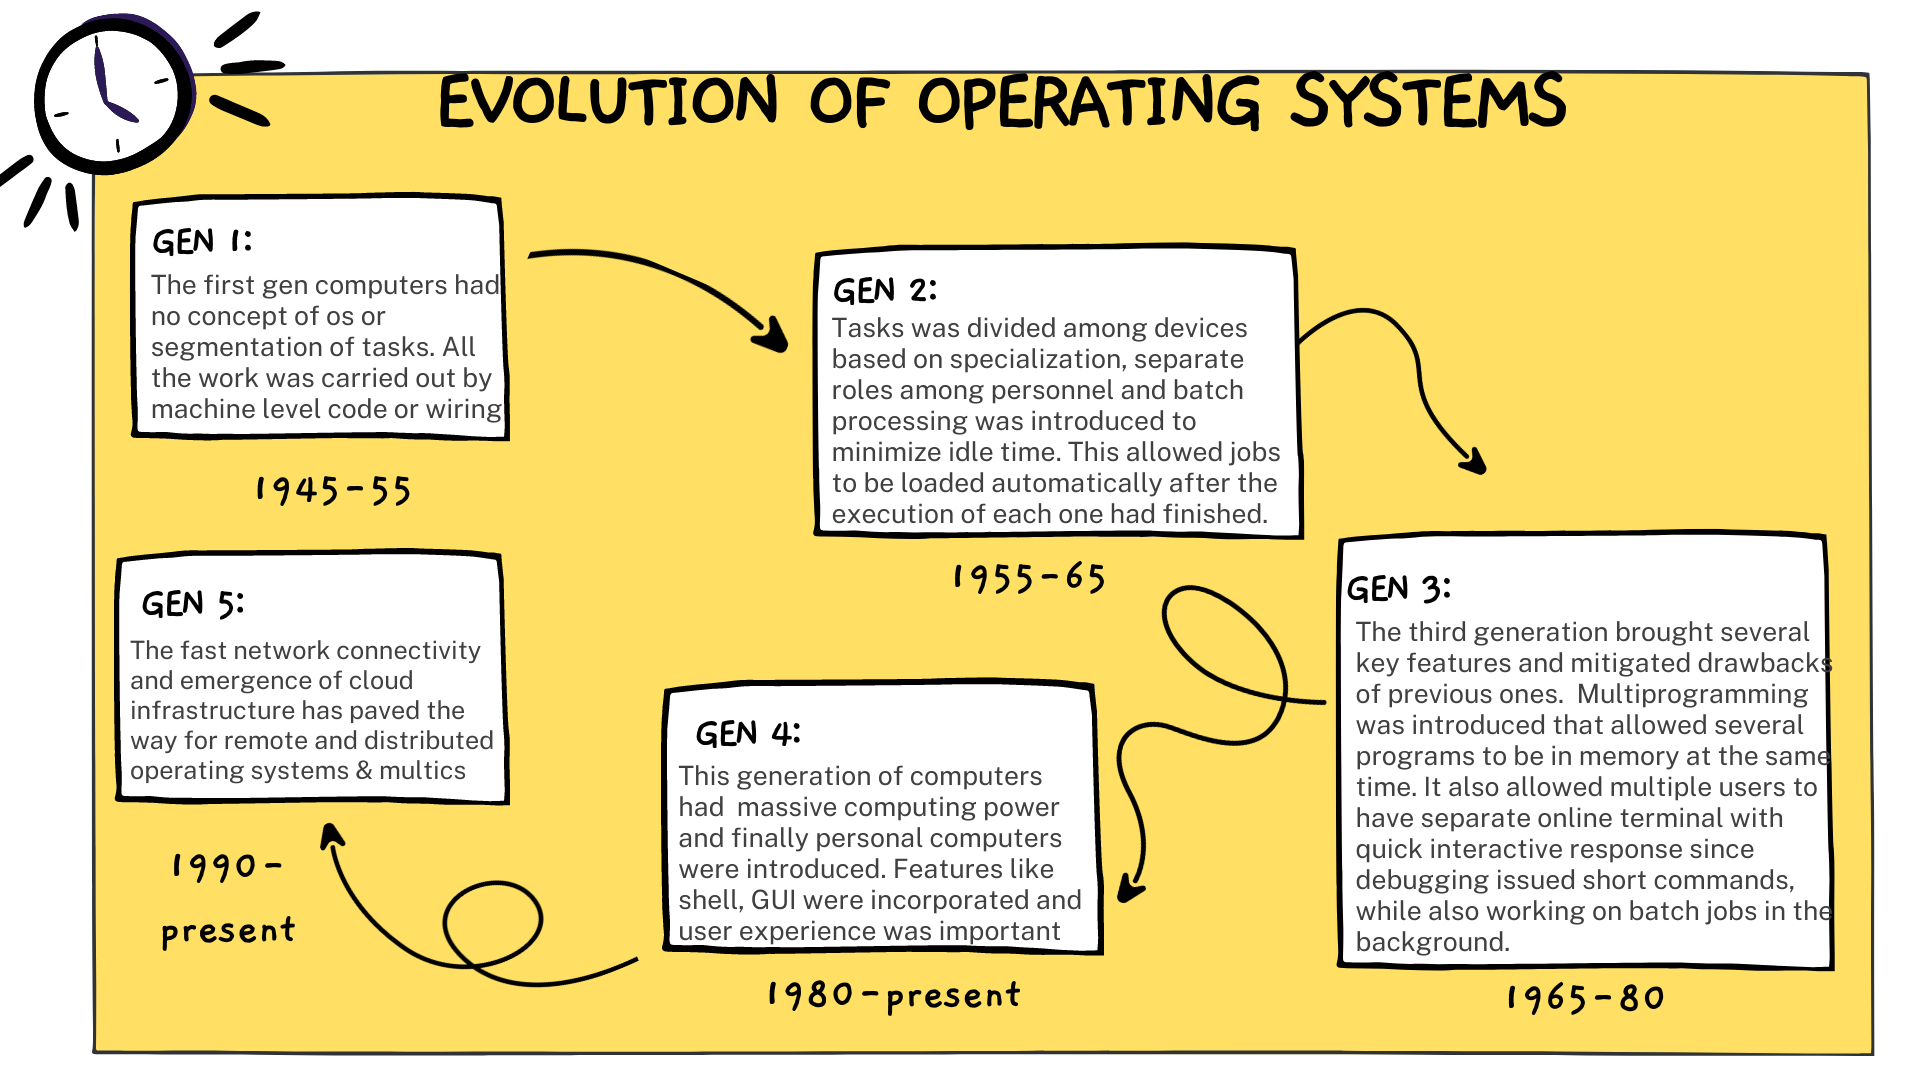 EVOLUTION OF OPERATING SYSTEMS
GEN 1:
The first gen computers had
no concept of os or
segmentation of tasks. All
the work was carried out by
machine level code or wiring
1945-55
GEN 2:
Tasks was divided among devices
based on specialization, separate
roles among personnel and batch
processing was introduced to
minimize idle time. This allowed jobs
to be loaded automatically after the
execution of each one had finished.
1955-65
GEN 3:
The third generation brought several
key features and mitigated drawbacks
of previous ones.  Multiprogramming
was introduced that allowed several
programs to be in memory at the same
time. It also allowed multiple users to
have separate online terminal with
quick interactive response since
debugging issued short commands,
while also working on batch jobs in the
background.
1965-80
GEN 4:
This generation of computers
had  massive computing power
and finally personal computers
were introduced. Features like
shell, GUI were incorporated and
user experience was important
1980-present
GEN 5:
The fast network connectivity
and emergence of cloud
infrastructure has paved the
way for remote and distributed
operating systems & multics
1990-
present